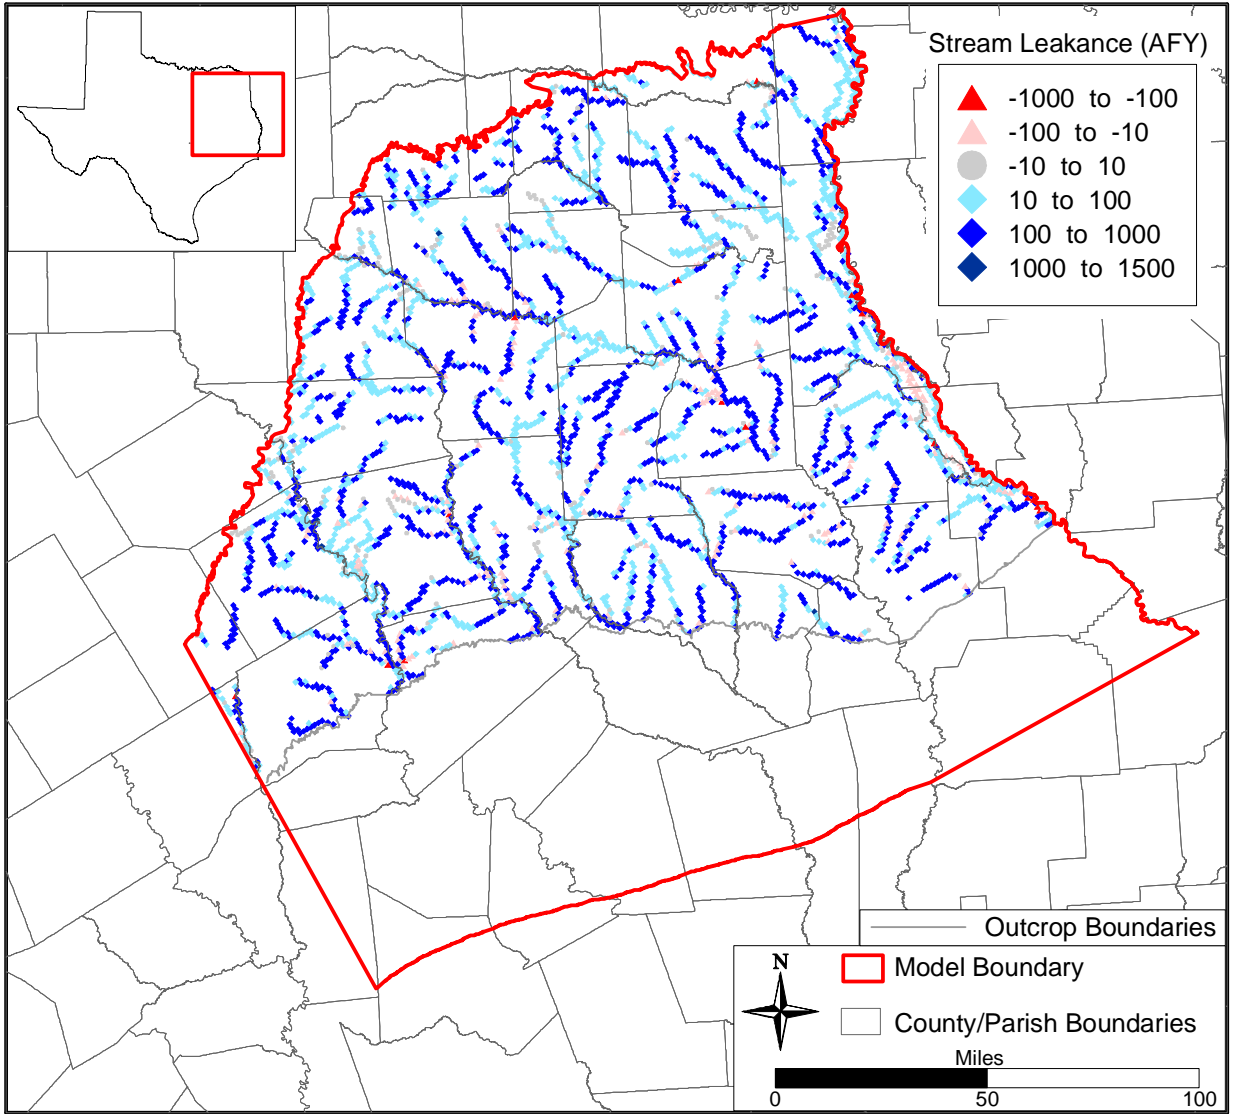 Stream Leakance (AFY)
-1000 to -100
-100 to -10
-10 to 10
10 to 100
100 to 1000
1000 to 1500
Outcrop Boundaries
N
Model Boundary
County/Parish Boundaries
Miles
0 50 100